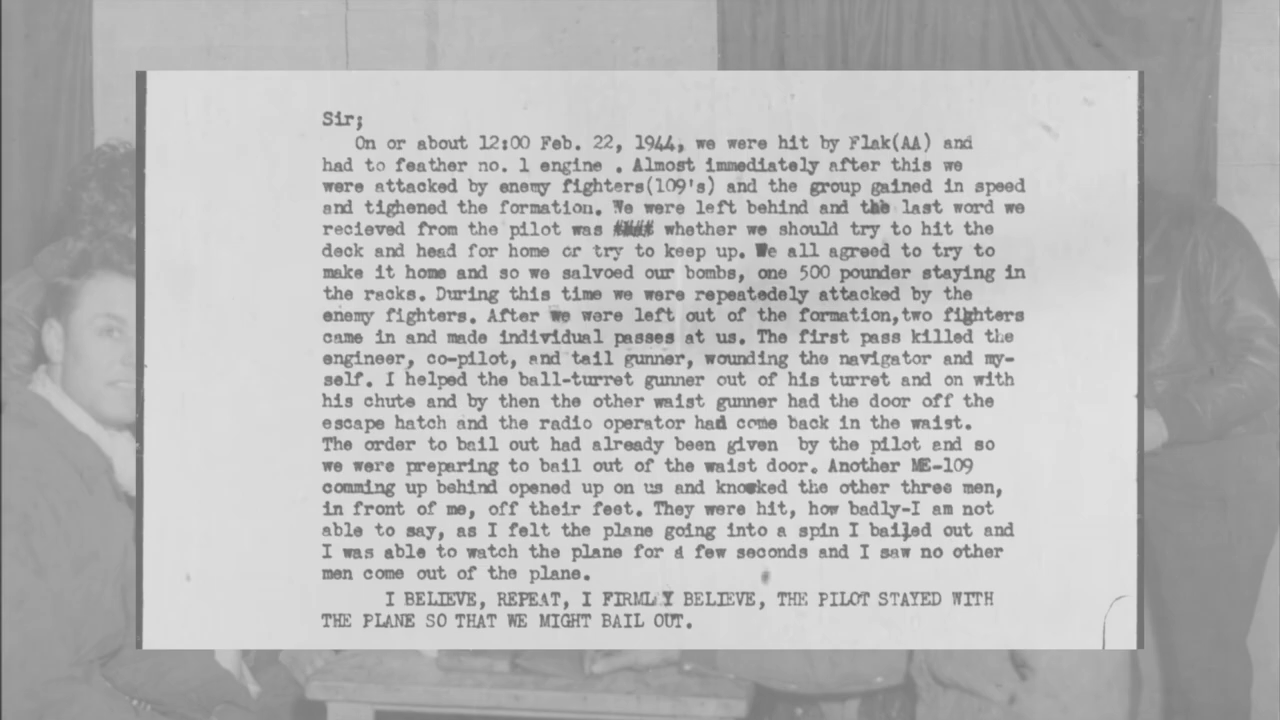 Sir;
On or about 12:00 Feb. 22, 1944, we were hit by Flak(AA) and
had to feather no. 1 engine . Almost immediately after this we
were attacked by enemy fighters(109's) and the group gained in speed
and tighened the formation. We were left behind and the last word we
recieved from the pilot was #### whether we should try to hit the
deck and head for home or try to keep up. We all agreed to try to
make it home and so we salvoed our bombs, one 500 pounder staying in
the racks. During this time we were repeatedely attacked by the
enemy fighters. After we were left out of the formation,two fighters
came in and made individual passes at us. The first pass killed the
engineer, co-pilot, and tail gunner, wounding the navigator and my-
self. I helped the ball-turret gunner out of his turret and on with
his chute and by then the other waist gunner had the door off the
escape hatch and the radio operator had come back in the waist.
The order to bail out had already been given by the pilot and so
we were preparing to bail out of the waist door. Another ME-109
comming up behind opened up on us and knocked the other three men,
in front of me, off their feet. They were hit, how badly-I am not
able to say, as I felt the plane going into a spin I bailed out and
I was able to watch the plane for a few seconds and I saw no other
men come out of the plane.
I BELIEVE, REPEAT, I FIRMLY BELIEVE, THE PILOT STAYED WITH
THE PLANE SO THAT WE MIGHT BAIL OUT.